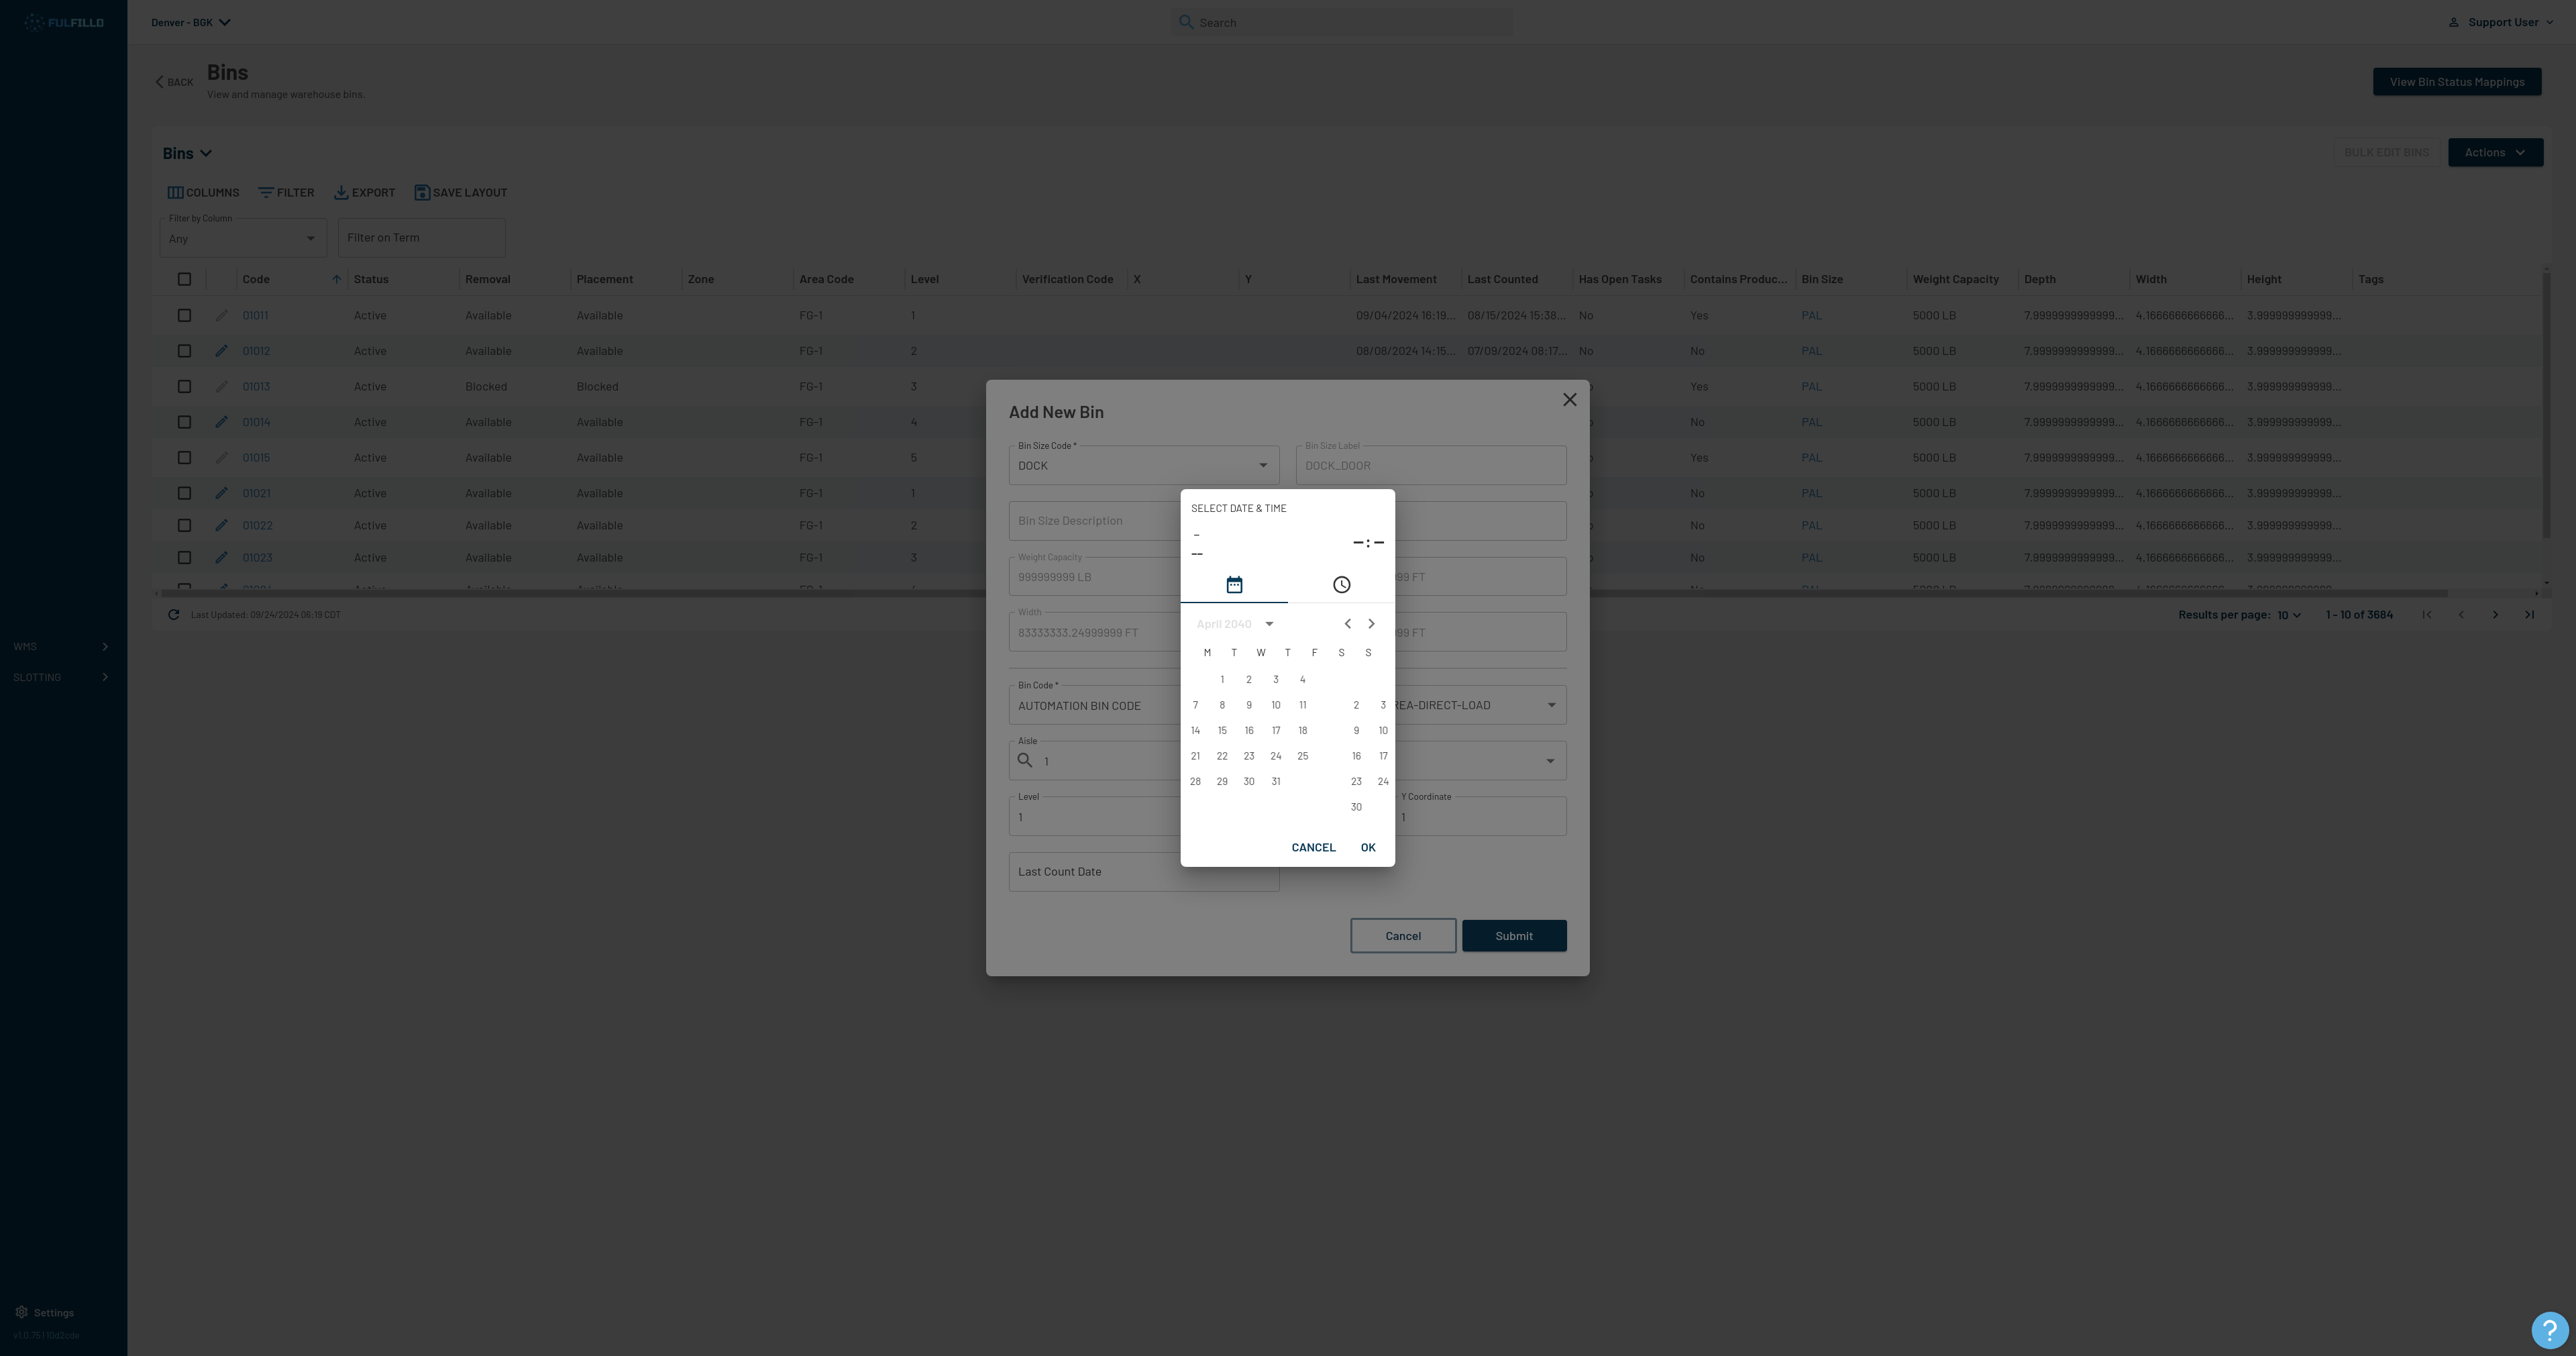 FULFILLD
Denver - BGK
Search
Support User
BACK
Bins
View and manage warehouse bins.
View Bin Status Mappings
Bins
BULK EDIT BINS
Actions
COLUMNS FILTER EXPORT SAVE LAYOUT
Filter by Column
Any
Filter on Term
Code Status Removal Placement Zone Area Code Level Verification Code X Y Last Movement Last Counted Has Open Tasks Contains Produc... Bin Size Weight Capacity Depth Width Height Tags
01011 Active Available Available FG-1 1 09/04/2024 16:19... 08/15/2024 15:38... No Yes PAL 5000 LB 7.9999999999999... 4.1666666666666... 3.999999999999...
01012 Active Available Available FG-1 2 08/08/2024 14:15... 07/09/2024 08:17... No No PAL 5000 LB 7.9999999999999... 4.1666666666666... 3.999999999999...
01013 Active Blocked Blocked FG-1 3 Yes PAL 5000 LB 7.9999999999999... 4.1666666666666... 3.999999999999...
01014 Active Available Available FG-1 4 No PAL 5000 LB 7.9999999999999... 4.1666666666666... 3.999999999999...
01015 Active Available Available FG-1 5 Yes PAL 5000 LB 7.9999999999999... 4.1666666666666... 3.999999999999...
01021 Active Available Available FG-1 1 No PAL 5000 LB 7.9999999999999... 4.1666666666666... 3.999999999999...
01022 Active Available Available FG-1 2 No PAL 5000 LB 7.9999999999999... 4.1666666666666... 3.999999999999...
01023 Active Available Available FG-1 3 No PAL 5000 LB 7.9999999999999... 4.1666666666666... 3.999999999999...
Last Updated: 09/24/2024 06:19 CDT
Results per page: 10 1 - 10 of 3684
WMS
SLOTTING
Settings
v1.0.75 | 10d2cde
Add New Bin
Bin Size Code *
DOCK
Bin Size Label
DOCK_DOOR
Bin Size Description
Weight Capacity
999999999 LB
99 FT
Width
83333333.24999999 FT
99 FT
Bin Code *
AUTOMATION BIN CODE
REA-DIRECT-LOAD
Aisle
1
Level
1
Y Coordinate
1
Last Count Date
Cancel
Submit
SELECT DATE & TIME
–
––
–:–
April 2040
M T W T F S S
1 2 3 4
7 8 9 10 11 2 3
14 15 16 17 18 9 10
21 22 23 24 25 16 17
28 29 30 31 23 24
30
CANCEL OK
?